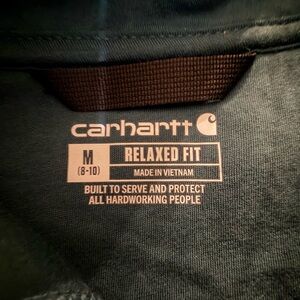 carhartt
M
(8-10)
RELAXED FIT
MADE IN VIETNAM
BUILT TO SERVE AND PROTECT
ALL HARDWORKING PEOPLE